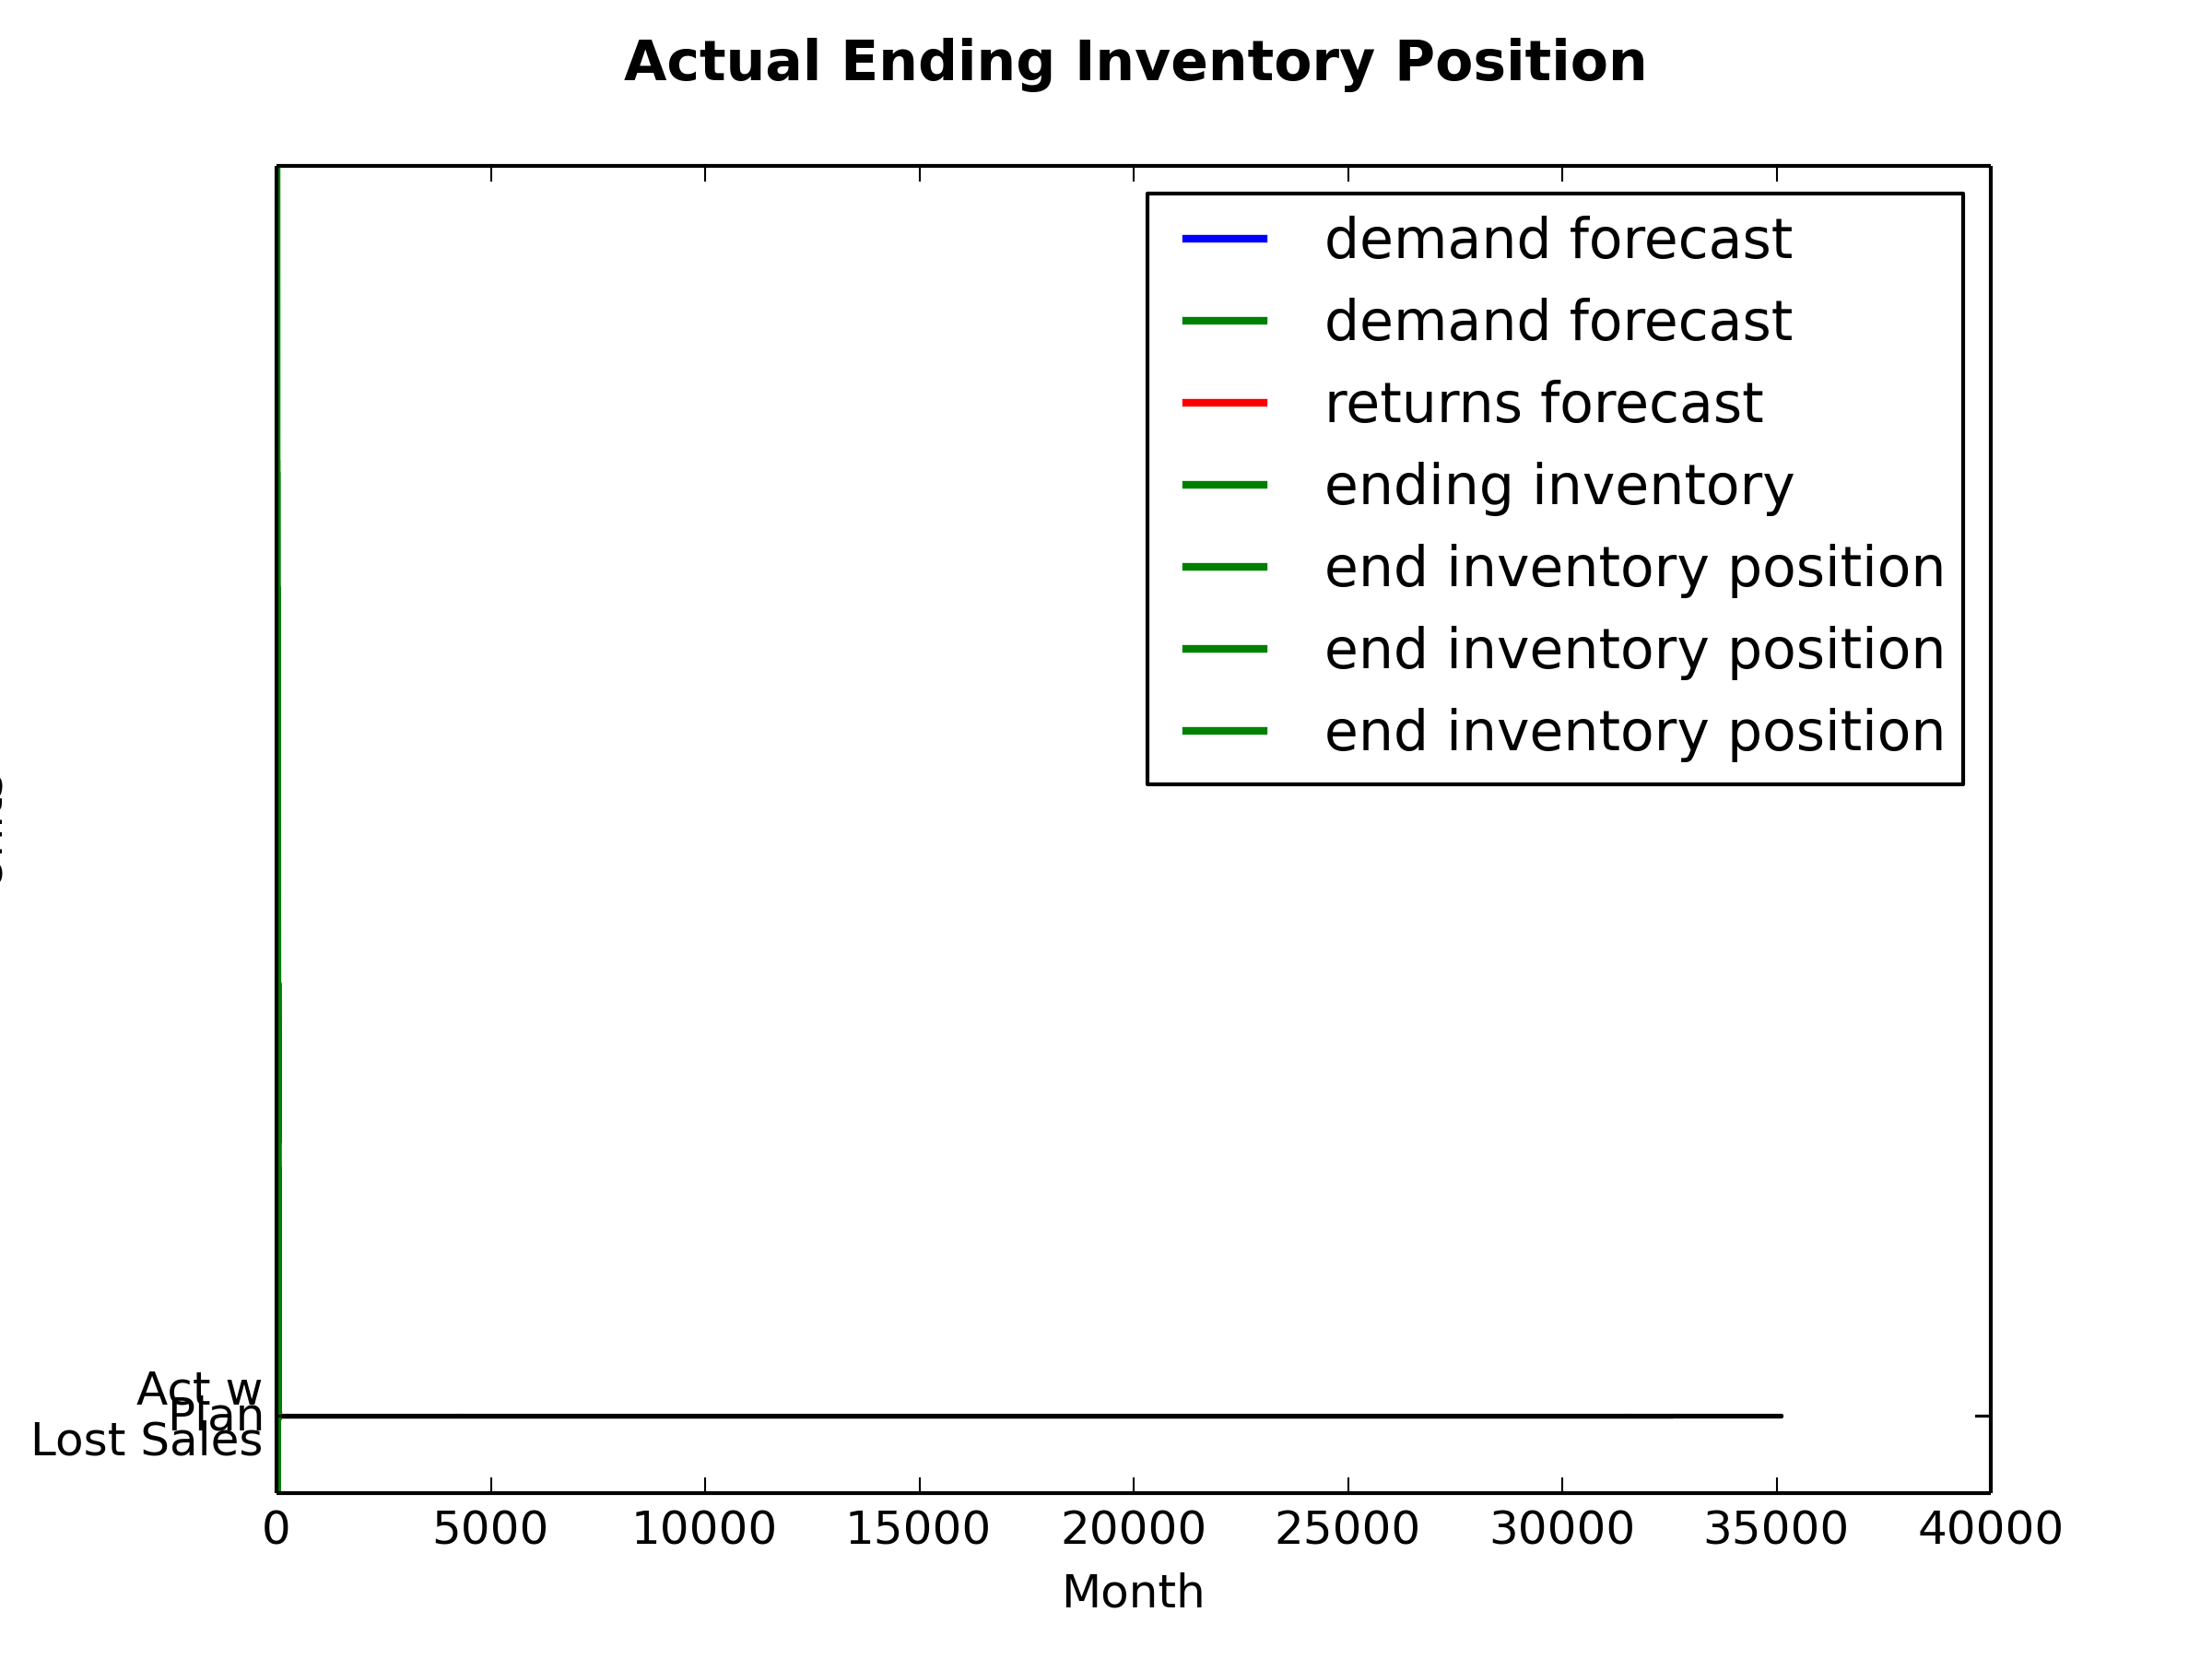 Actual Ending Inventory Position
demand forecast
demand forecast
returns forecast
ending inventory
end inventory position
end inventory position
end inventory position
Act w
Plan
Lost Sales
0 5000 10000 15000 20000 25000 30000 35000 40000
Month